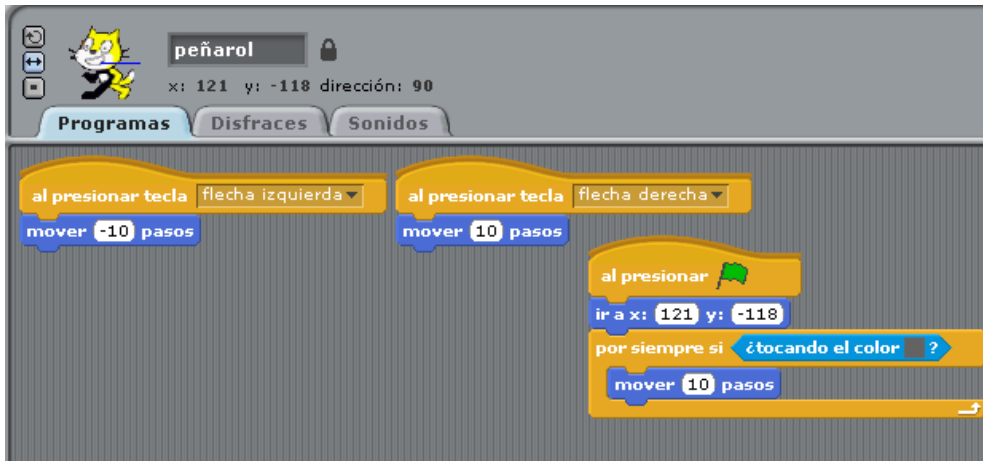 peñarol
x: 121 y: -118 dirección: 90
Programas Disfraces Sonidos
al presionar tecla flecha izquierda
mover -10 pasos
al presionar tecla flecha derecha
mover 10 pasos
al presionar
ir a x: 121 y: -118
por siempre si ¿tocando el color ?
mover 10 pasos